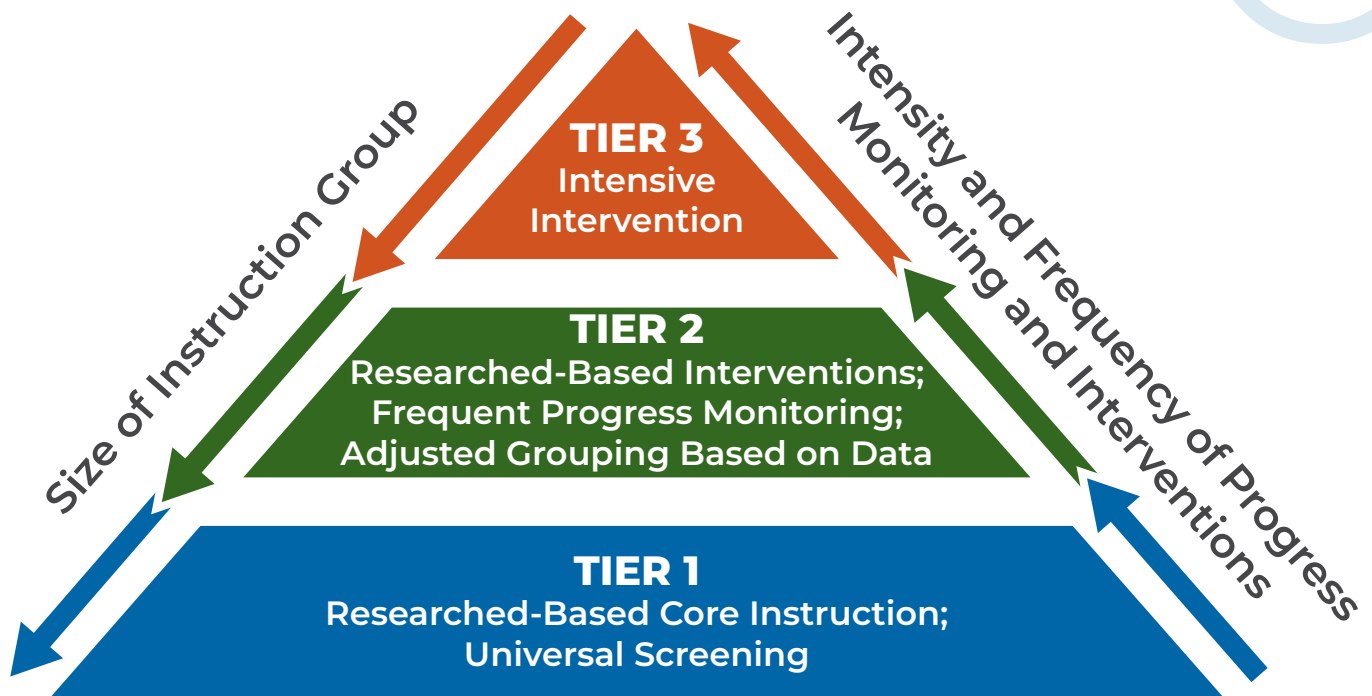 Size of Instruction Group
Intensity and Frequency of Progress
Monitoring and Interventions
TIER 3
Intensive
Intervention
TIER 2
Researched-Based Interventions;
Frequent Progress Monitoring;
Adjusted Grouping Based on Data
TIER 1
Researched-Based Core Instruction;
Universal Screening